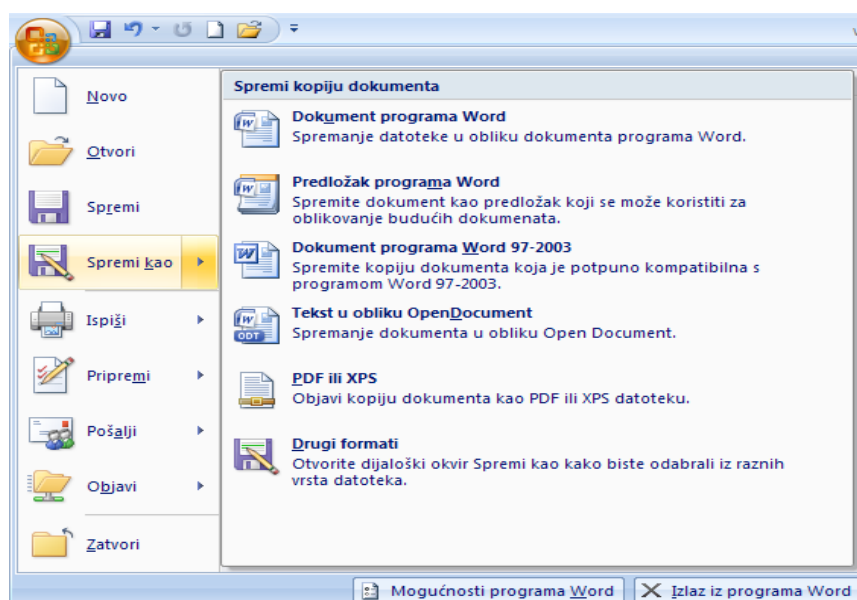 Novo
Otvori
Spremi
Spremi kao
Ispiši
Pripremi
Pošalji
Objavi
Zatvori
Spremi kopiju dokumenta
Dokument programa Word
Spremanje datoteke u obliku dokumenta programa Word.
Predložak programa Word
Spremite dokument kao predložak koji se može koristiti za
oblikovanje budućih dokumenata.
Dokument programa Word 97-2003
Spremite kopiju dokumenta koja je potpuno kompatibilna s
programom Word 97-2003.
Tekst u obliku OpenDocument
Spremanje dokumenta u obliku Open Document.
ODT
PDF ili XPS
Objavi kopiju dokumenta kao PDF ili XPS datoteku.
Drugi formati
Otvorite dijaloški okvir Spremi kao kako biste odabrali iz raznih
vrsta datoteka.
Mogućnosti programa Word
Izlaz iz programa Word